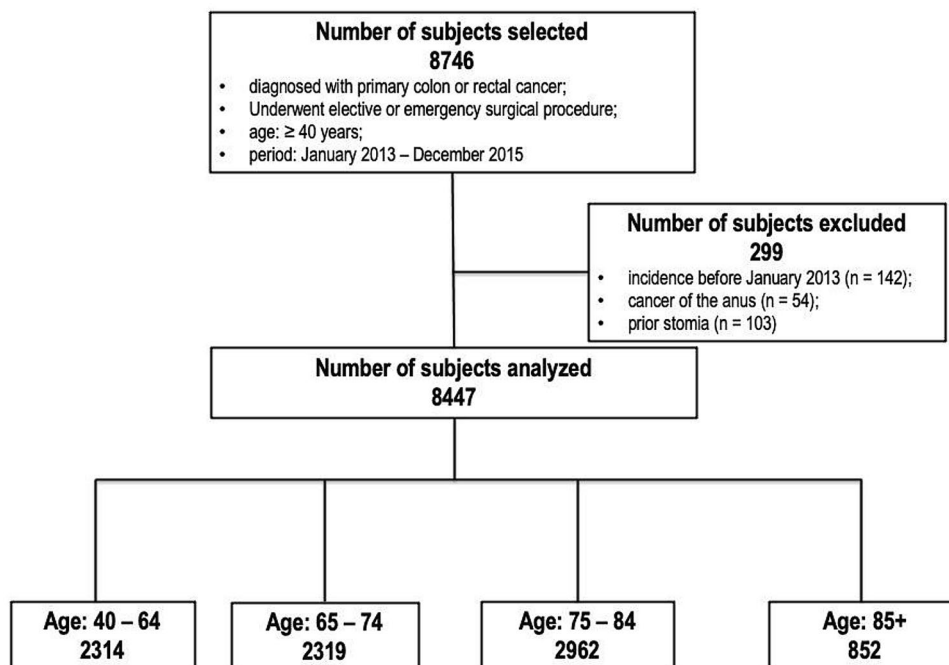 Number of subjects selected
8746
• diagnosed with primary colon or rectal cancer;
• Underwent elective or emergency surgical procedure;
• age: ≥ 40 years;
• period: January 2013 – December 2015
Number of subjects excluded
299
• incidence before January 2013 (n = 142);
• cancer of the anus (n = 54);
• prior stomia (n = 103)
Number of subjects analyzed
8447
Age: 40 – 64
2314
Age: 65 – 74
2319
Age: 75 – 84
2962
Age: 85+
852